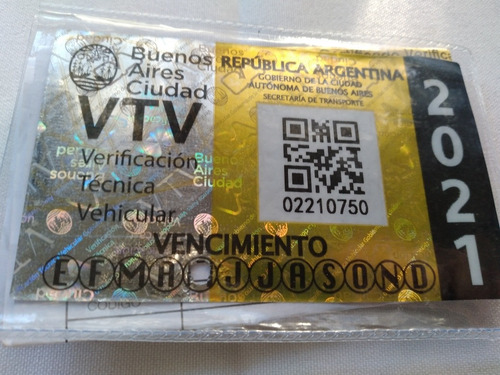 Buenos
Aires
Ciudad
VTV
Verificación
Técnica
Vehicular
REPÚBLICA ARGENTINA
GOBIERNO DE LA CIUDAD
AUTÓNOMA DE BUENOS AIRES
SECRETARÍA DE TRANSPORTE
02210750
2021
VENCIMIENTO
E F M A J J A S O N D
CÓDIGO